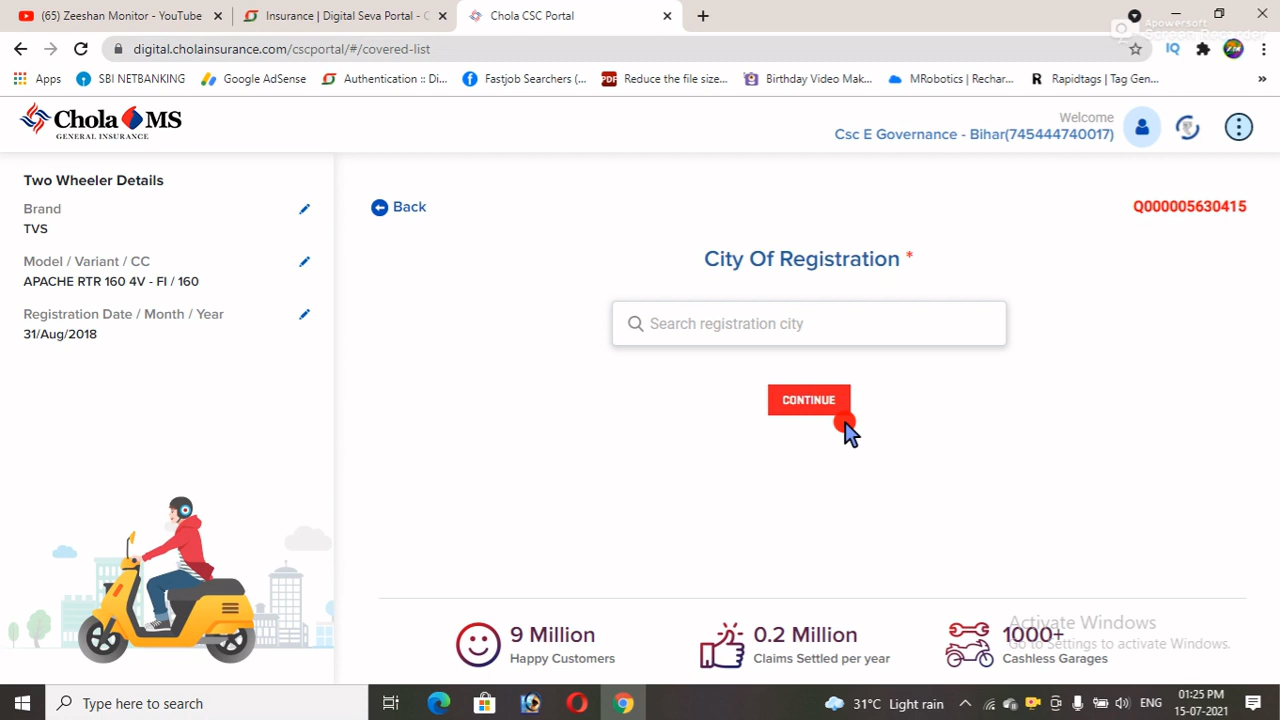 (65) Zeeshan Monitor - YouTube
Insurance | Digital Seva Portal - C
Chola CSC Portal
Apowersoft
Screen Recorder
digital.cholainsurance.com/cscportal/#/covered-list
IQ
Apps
SBI NETBANKING
Google AdSense
Authentication :: Di...
Fastjob Searchers (...
PDF
Reduce the file size...
Birthday Video Mak...
MRobotics | Rechar...
R
Rapidtags | Tag Gen...
»
Chola MS
GENERAL INSURANCE
Welcome
Csc E Governance - Bihar(745444740017)
Two Wheeler Details
Brand
TVS
Model / Variant / CC
APACHE RTR 160 4V - FI / 160
Registration Date / Month / Year
31/Aug/2018
Back
Q000005630415
City Of Registration *
Search registration city
CONTINUE
9 Million
Happy Customers
0.2 Million
Claims Settled per year
1000+
Cashless Garages
Activate Windows
Go to Settings to activate Windows.
Type here to search
31°C Light rain
ENG
01:25 PM
15-07-2021